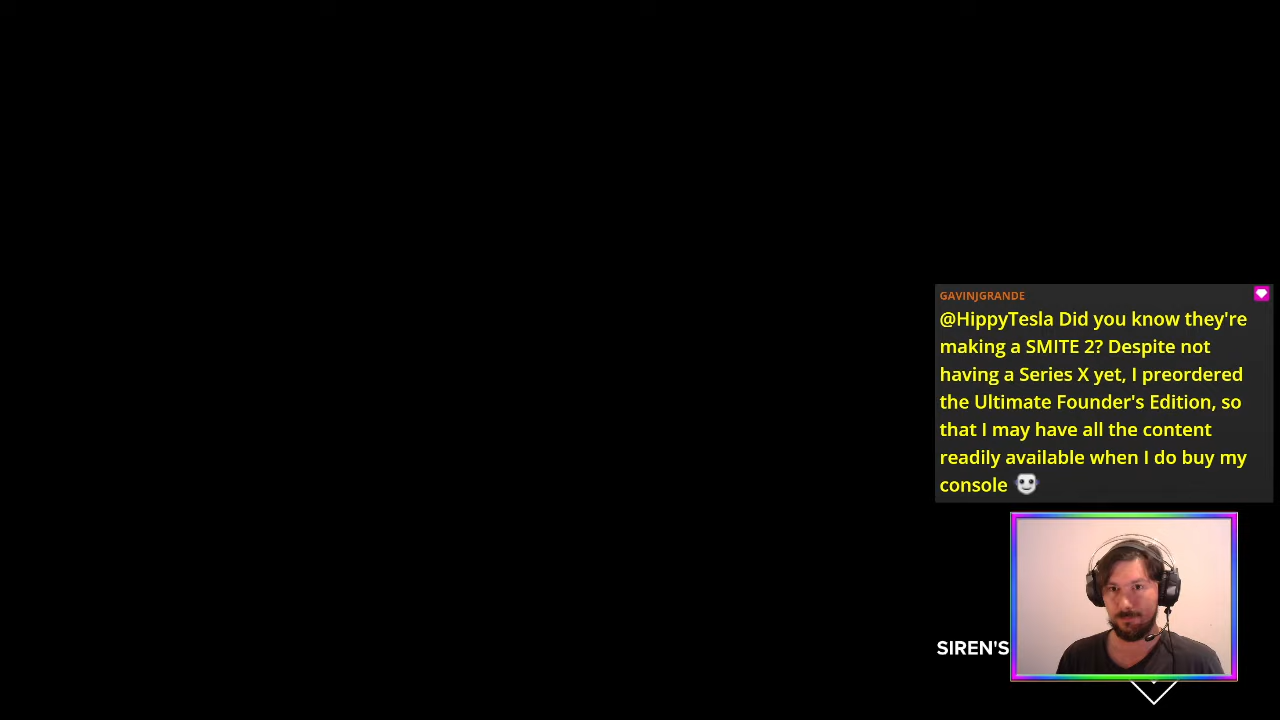 GAVINJGRANDE
@HippyTesla Did you know they're
making a SMITE 2? Despite not
having a Series X yet, I preordered
the Ultimate Founder's Edition, so
that I may have all the content
readily available when I do buy my
console
SIREN'S